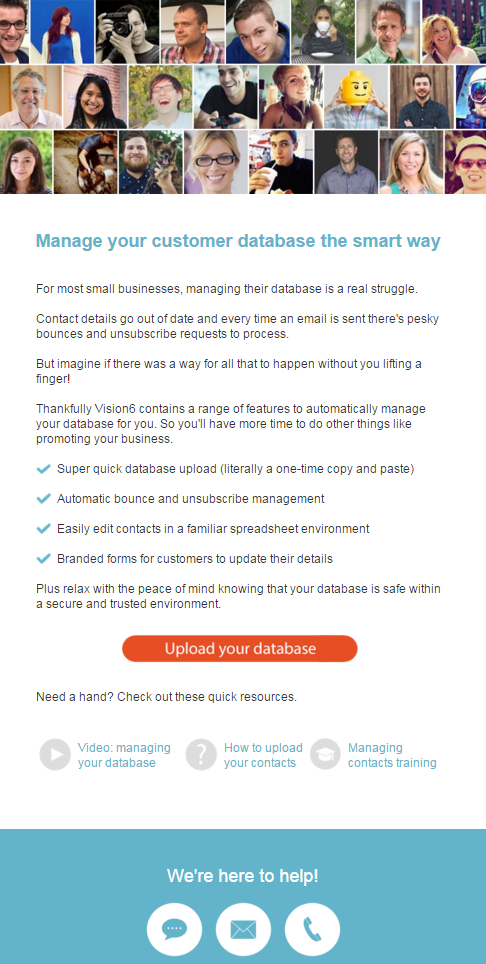 Manage your customer database the smart way
For most small businesses, managing their database is a real struggle.
Contact details go out of date and every time an email is sent there's pesky
bounces and unsubscribe requests to process.
But imagine if there was a way for all that to happen without you lifting a
finger!
Thankfully Vision6 contains a range of features to automatically manage
your database for you. So you'll have more time to do other things like
promoting your business.
Super quick database upload (literally a one-time copy and paste)
Automatic bounce and unsubscribe management
Easily edit contacts in a familiar spreadsheet environment
Branded forms for customers to update their details
Plus relax with the peace of mind knowing that your database is safe within
a secure and trusted environment.
Upload your database
Need a hand? Check out these quick resources.
Video: managing
your database
? How to upload
your contacts
Managing
contacts training
We're here to help!